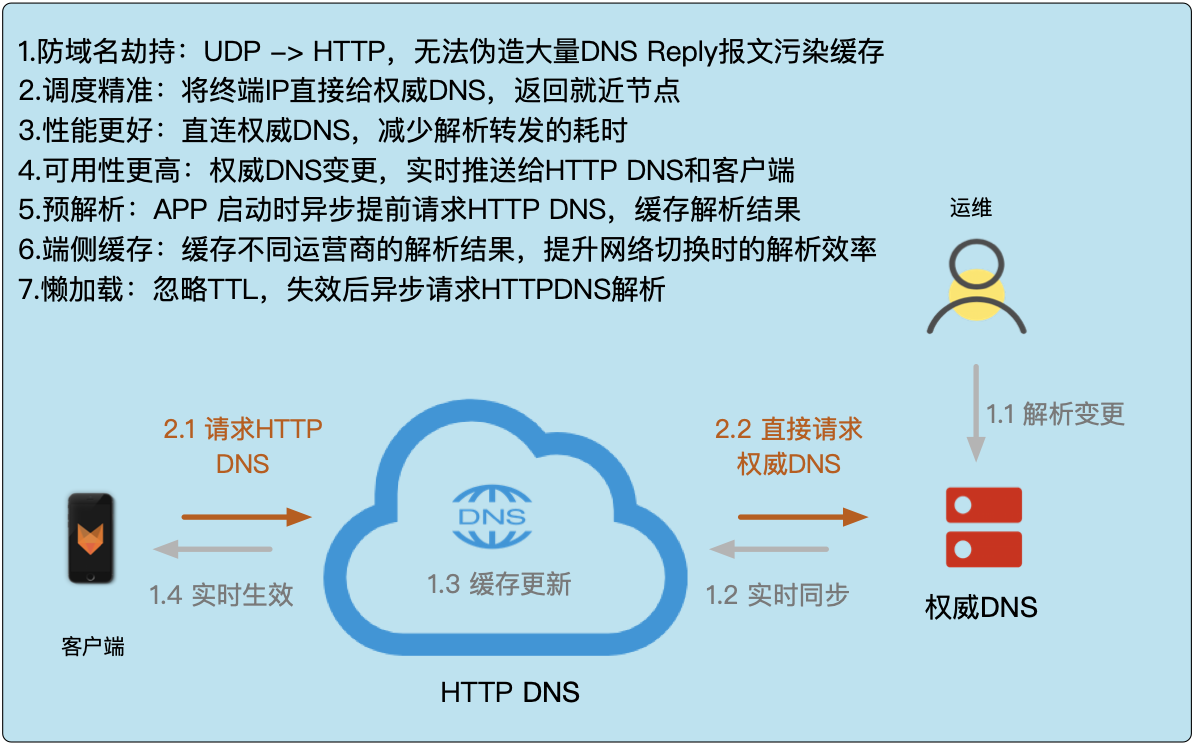 1.防域名劫持：UDP –> HTTP，无法伪造大量DNS Reply报文污染缓存
2.调度精准：将终端IP直接给权威DNS，返回就近节点
3.性能更好：直连权威DNS，减少解析转发的耗时
4.可用性更高：权威DNS变更，实时推送给HTTP DNS和客户端
5.预解析：APP 启动时异步提前请求HTTP DNS，缓存解析结果
6.端侧缓存：缓存不同运营商的解析结果，提升网络切换时的解析效率
7.懒加载：忽略TTL，失效后异步请求HTTPDNS解析
运维
1.1 解析变更
2.1 请求HTTP
DNS
2.2 直接请求
权威DNS
DNS
1.3 缓存更新
1.4 实时生效
1.2 实时同步
权威DNS
客户端
HTTP DNS